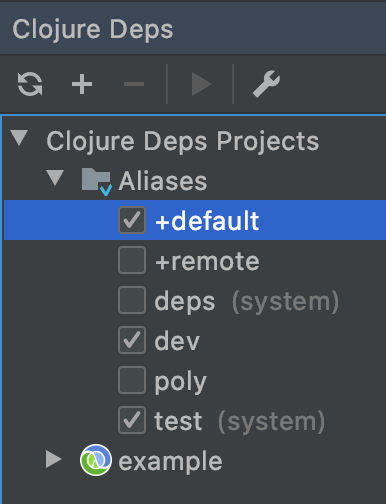 Clojure Deps
Clojure Deps Projects
Aliases
+default
+remote
deps (system)
dev
poly
test (system)
example